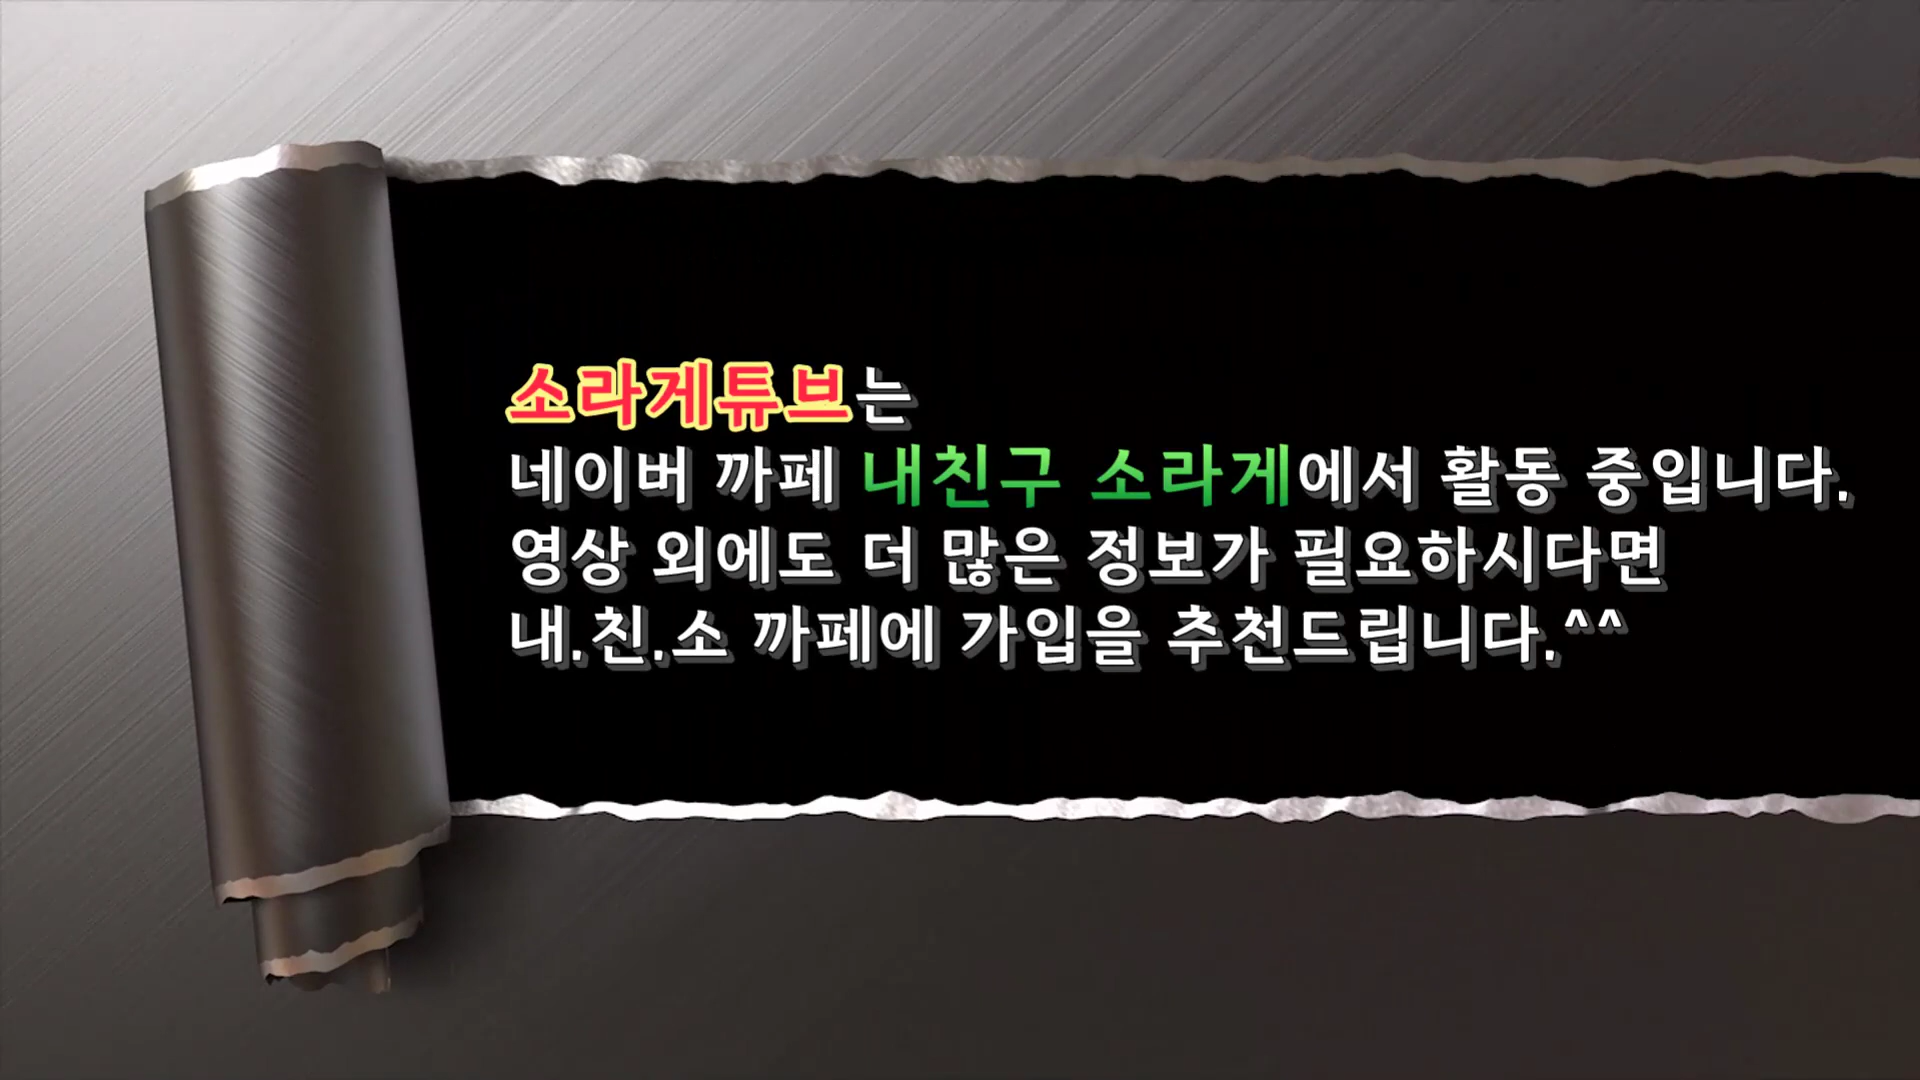 소라게튜브는
네이버 까페 내친구 소라게에서 활동 중입니다.
영상 외에도 더 많은 정보가 필요하시다면
내.친.소 까페에 가입을 추천드립니다.^^